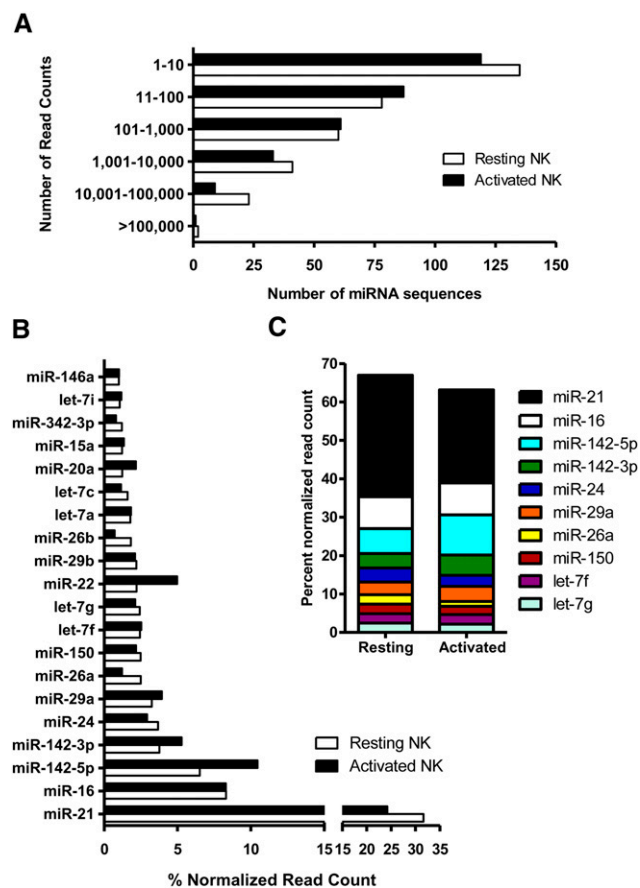 A
Number of Read Counts
1-10
11-100
101-1,000
1,001-10,000
10,001-100,000
>100,000
Resting NK
Activated NK
0 25 50 75 100 125 150
Number of miRNA sequences
B
miR-146a
let-7i
miR-342-3p
miR-15a
miR-20a
let-7c
let-7a
miR-26b
miR-29b
miR-22
let-7g
let-7f
miR-150
miR-26a
miR-29a
miR-24
miR-142-3p
miR-142-5p
miR-16
miR-21
Resting NK
Activated NK
0 5 10 15 15 20 25 30 35
% Normalized Read Count
C
Percent normalized read count
70
60
50
40
30
20
10
0
Resting Activated
miR-21
miR-16
miR-142-5p
miR-142-3p
miR-24
miR-29a
miR-26a
miR-150
let-7f
let-7g